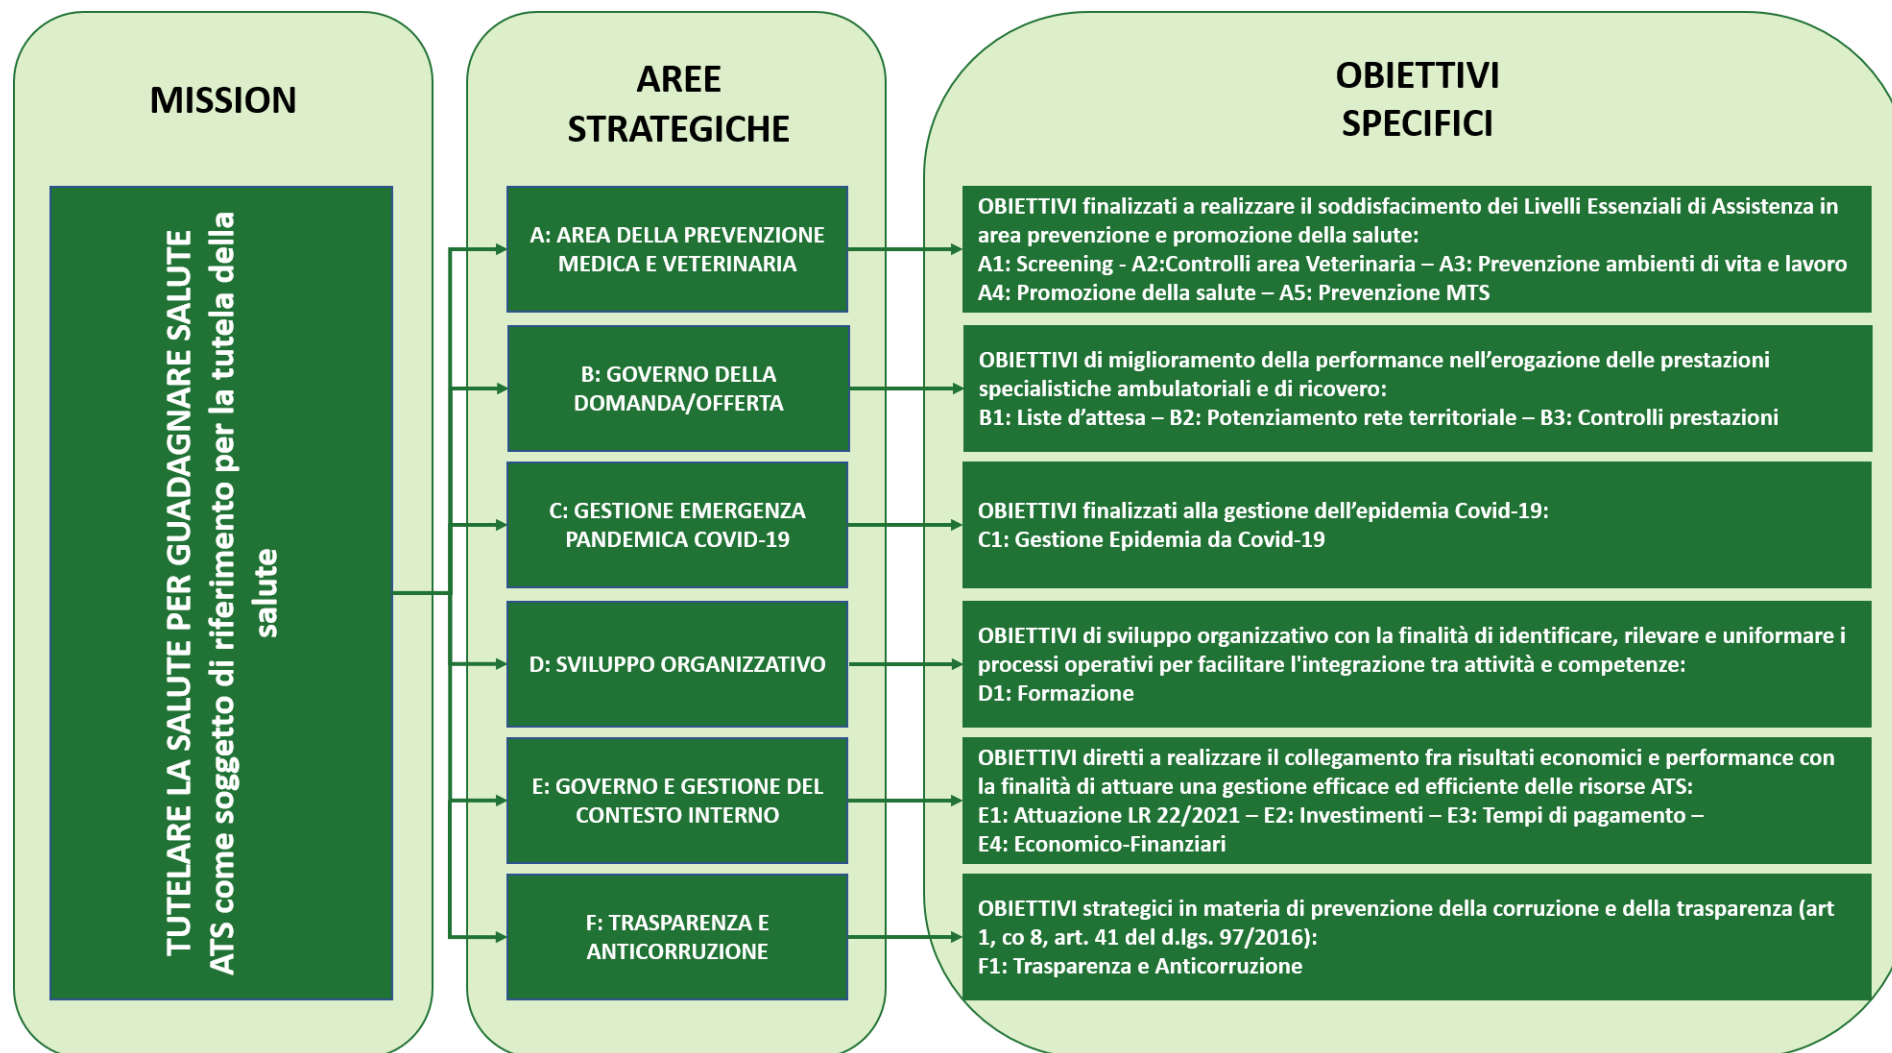 MISSION
TUTELARE LA SALUTE PER GUADAGNARE SALUTE
ATS come soggetto di riferimento per la tutela della
salute
AREE
STRATEGICHE
A: AREA DELLA PREVENZIONE
MEDICA E VETERINARIA
B: GOVERNO DELLA
DOMANDA/OFFERTA
C: GESTIONE EMERGENZA
PANDEMICA COVID-19
D: SVILUPPO ORGANIZZATIVO
E: GOVERNO E GESTIONE DEL
CONTESTO INTERNO
F: TRASPARENZA E
ANTICORRUZIONE
OBIETTIVI
SPECIFICI
OBIETTIVI finalizzati a realizzare il soddisfacimento dei Livelli Essenziali di Assistenza in
area prevenzione e promozione della salute:
A1: Screening - A2:Controlli area Veterinaria – A3: Prevenzione ambienti di vita e lavoro
A4: Promozione della salute – A5: Prevenzione MTS
OBIETTIVI di miglioramento della performance nell’erogazione delle prestazioni
specialistiche ambulatoriali e di ricovero:
B1: Liste d’attesa – B2: Potenziamento rete territoriale – B3: Controlli prestazioni
OBIETTIVI finalizzati alla gestione dell’epidemia Covid-19:
C1: Gestione Epidemia da Covid-19
OBIETTIVI di sviluppo organizzativo con la finalità di identificare, rilevare e uniformare i
processi operativi per facilitare l'integrazione tra attività e competenze:
D1: Formazione
OBIETTIVI diretti a realizzare il collegamento fra risultati economici e performance con
la finalità di attuare una gestione efficace ed efficiente delle risorse ATS:
E1: Attuazione LR 22/2021 – E2: Investimenti – E3: Tempi di pagamento –
E4: Economico-Finanziari
OBIETTIVI strategici in materia di prevenzione della corruzione e della trasparenza (art
1, co 8, art. 41 del d.lgs. 97/2016):
F1: Trasparenza e Anticorruzione